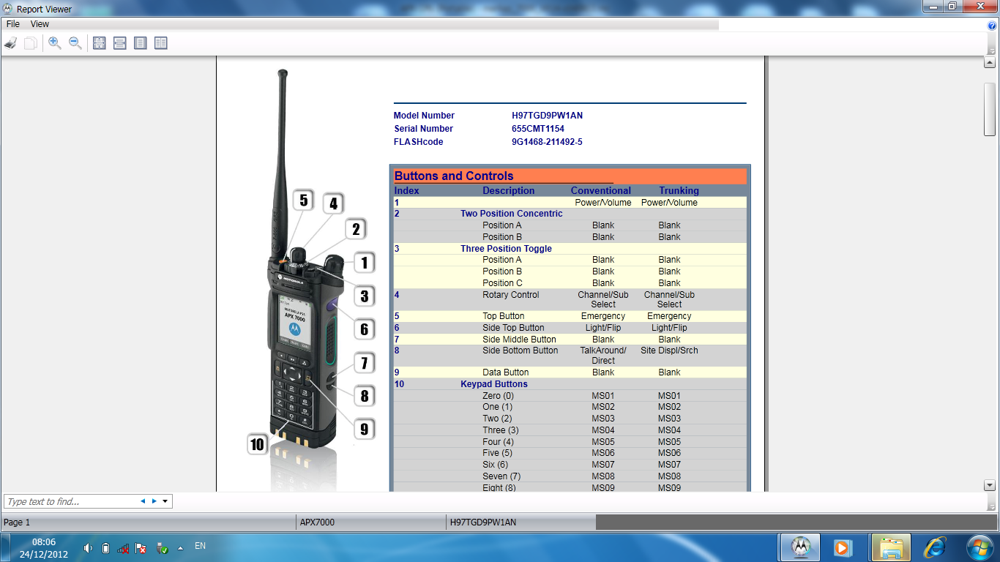 Report Viewer
File View
Model Number H97TGD9PW1AN
Serial Number 655CMT1154
FLASHcode 9G1468-211492-5
Buttons and Controls
Index Description Conventional Trunking
1 Power/Volume Power/Volume
2 Two Position Concentric
Position A Blank Blank
Position B Blank Blank
3 Three Position Toggle
Position A Blank Blank
Position B Blank Blank
Position C Blank Blank
4 Rotary Control Channel/Sub Channel/Sub
Select Select
5 Top Button Emergency Emergency
6 Side Top Button Light/Flip Light/Flip
7 Side Middle Button Blank Blank
8 Side Bottom Button TalkAround/ Site Displ/Srch
Direct
9 Data Button Blank Blank
10 Keypad Buttons
Zero (0) MS01 MS01
One (1) MS02 MS02
Two (2) MS03 MS03
Three (3) MS04 MS04
Four (4) MS05 MS05
Five (5) MS06 MS06
Six (6) MS07 MS07
Seven (7) MS08 MS08
Eight (8) MS09 MS09
5
4
2
1
3
6
7
8
9
10
MOTOROLA
MOTOROLA P25
APX 7000
Type text to find...
Page 1 APX7000 H97TGD9PW1AN
08:06
24/12/2012
EN